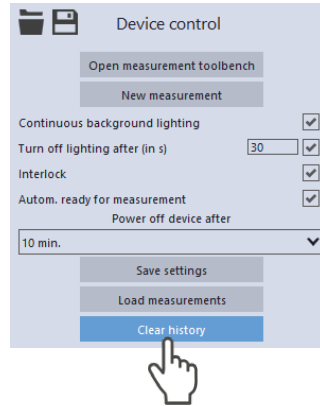 Device control
Open measurement toolbench
New measurement
Continuous background lighting
Turn off lighting after (in s) 30
Interlock
Autom. ready for measurement
Power off device after
10 min.
Save settings
Load measurements
Clear history